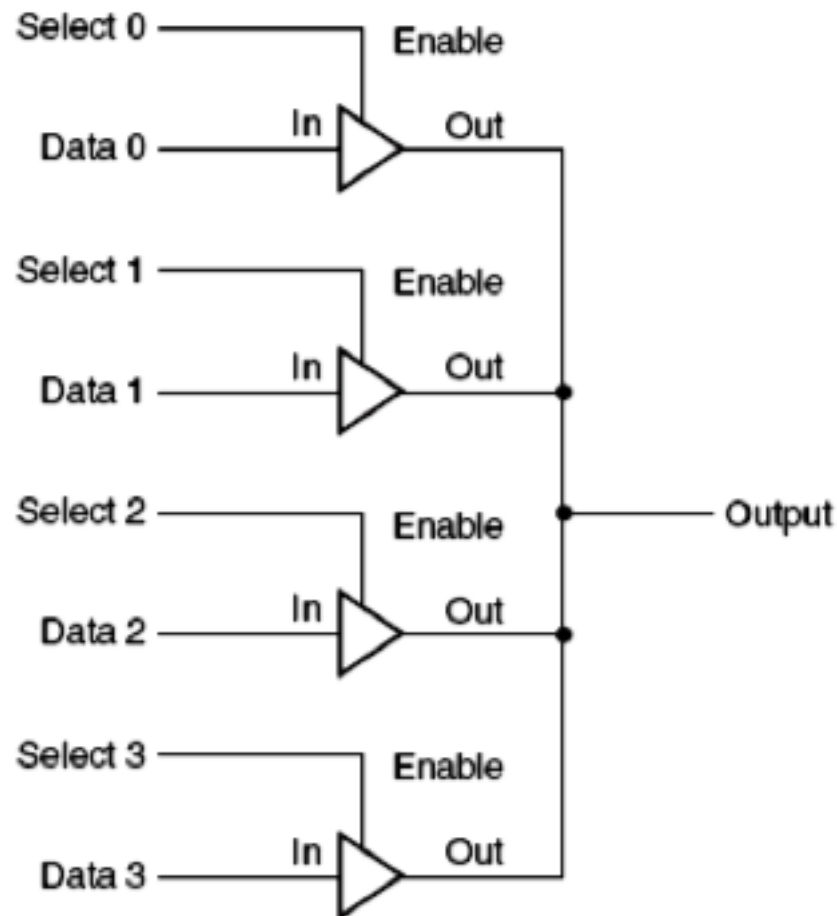 Select 0
Enable
In
Out
Data 0
Select 1
Enable
In
Out
Data 1
Select 2
Enable
Output
In
Out
Data 2
Select 3
Enable
In
Out
Data 3